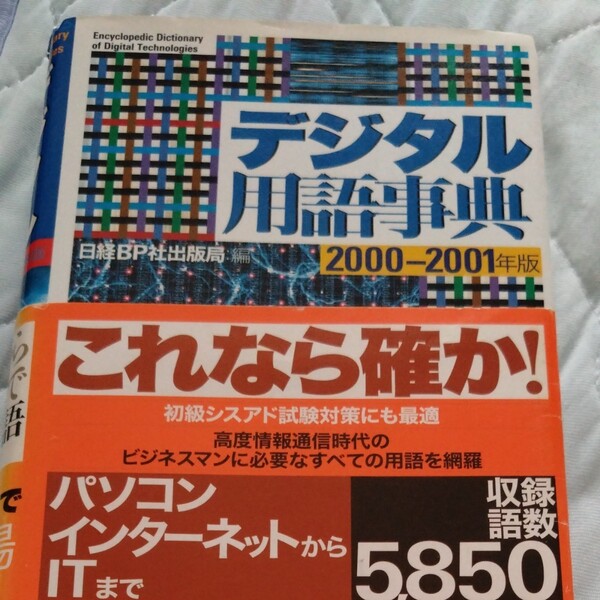 Encyclopedic Dictionary
of Digital Technologies
デジタル
用語事典
日経BP社出版局・編
2000-2001年版
これなら確か!
初級シスアド試験対策にも最適
高度情報通信時代の
ビジネスマンに必要なすべての用語を網羅
パソコン
インターネットから
ITまで
収録
語数
5,850